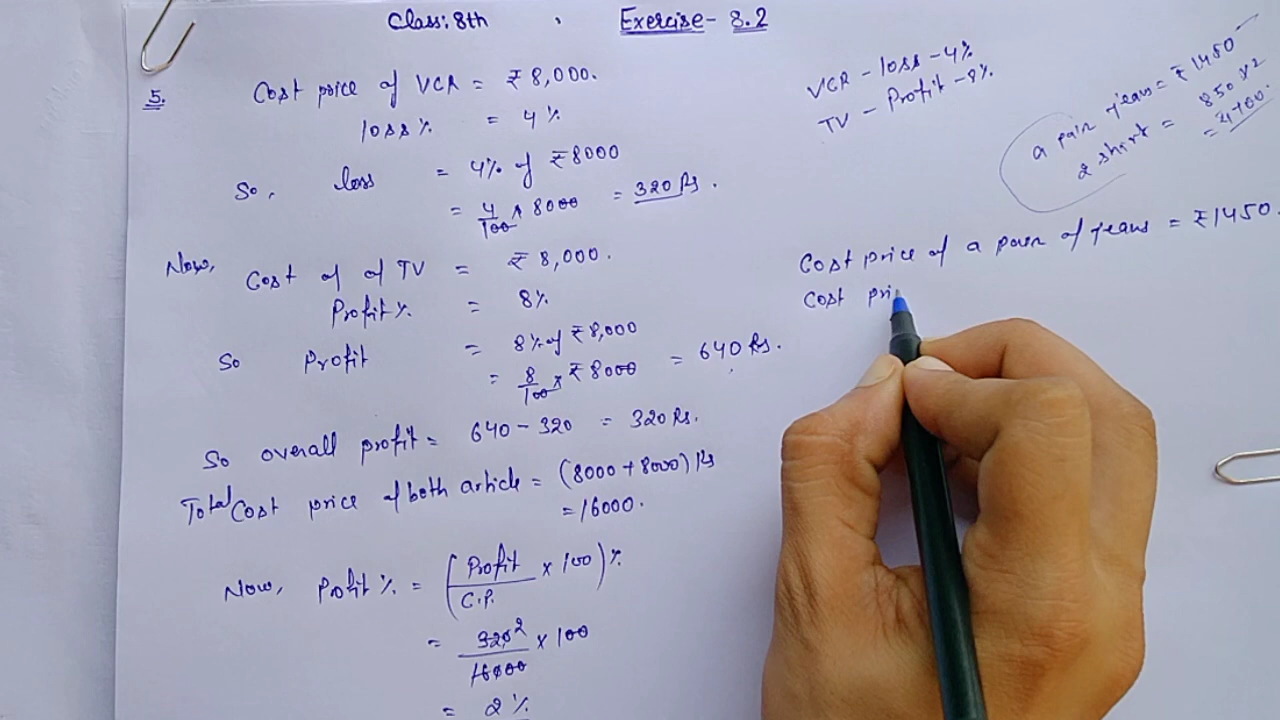 Class: 8th , Exercise - 8.2
5. Cost price of VCR = ₹ 8,000.
loss % = 4 %
So, loss = 4% of ₹8000
= 4/100 × 8000 = 320 Rs.
Now, Cost of of TV = ₹ 8,000.
Profit % = 8%
So Profit = 8% of ₹8,000
= 8/100 × ₹ 8000 = 640 Rs.
So overall profit = 640 - 320 = 320 Rs.
Total Cost price of both article = (8000 + 8000) Rs
= 16000.
Now, Profit % = (Profit/C.P. × 100) %
= 320 2/16000 × 100
= 2 %
VCR - loss - 4%
TV - Profit - 8%.
a pair jeans = ₹ 1450
2 shirt = 850 × 2
Cost price of a pair of jeans = ₹ 1450.
Cost pri